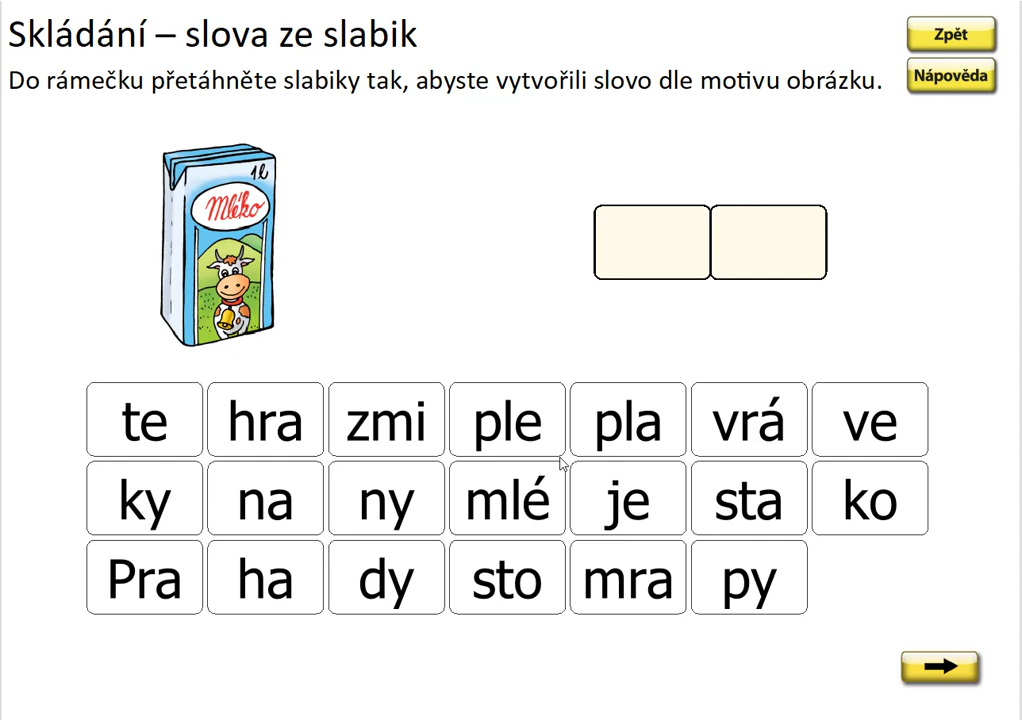 Skládání – slova ze slabik
Zpět
Do rámečku přetáhněte slabiky tak, abyste vytvořili slovo dle motivu obrázku.
Nápověda
1l
Mléko
te hra zmi ple pla vrá ve
ky na ny mlé je sta ko
Pra ha dy sto mra py